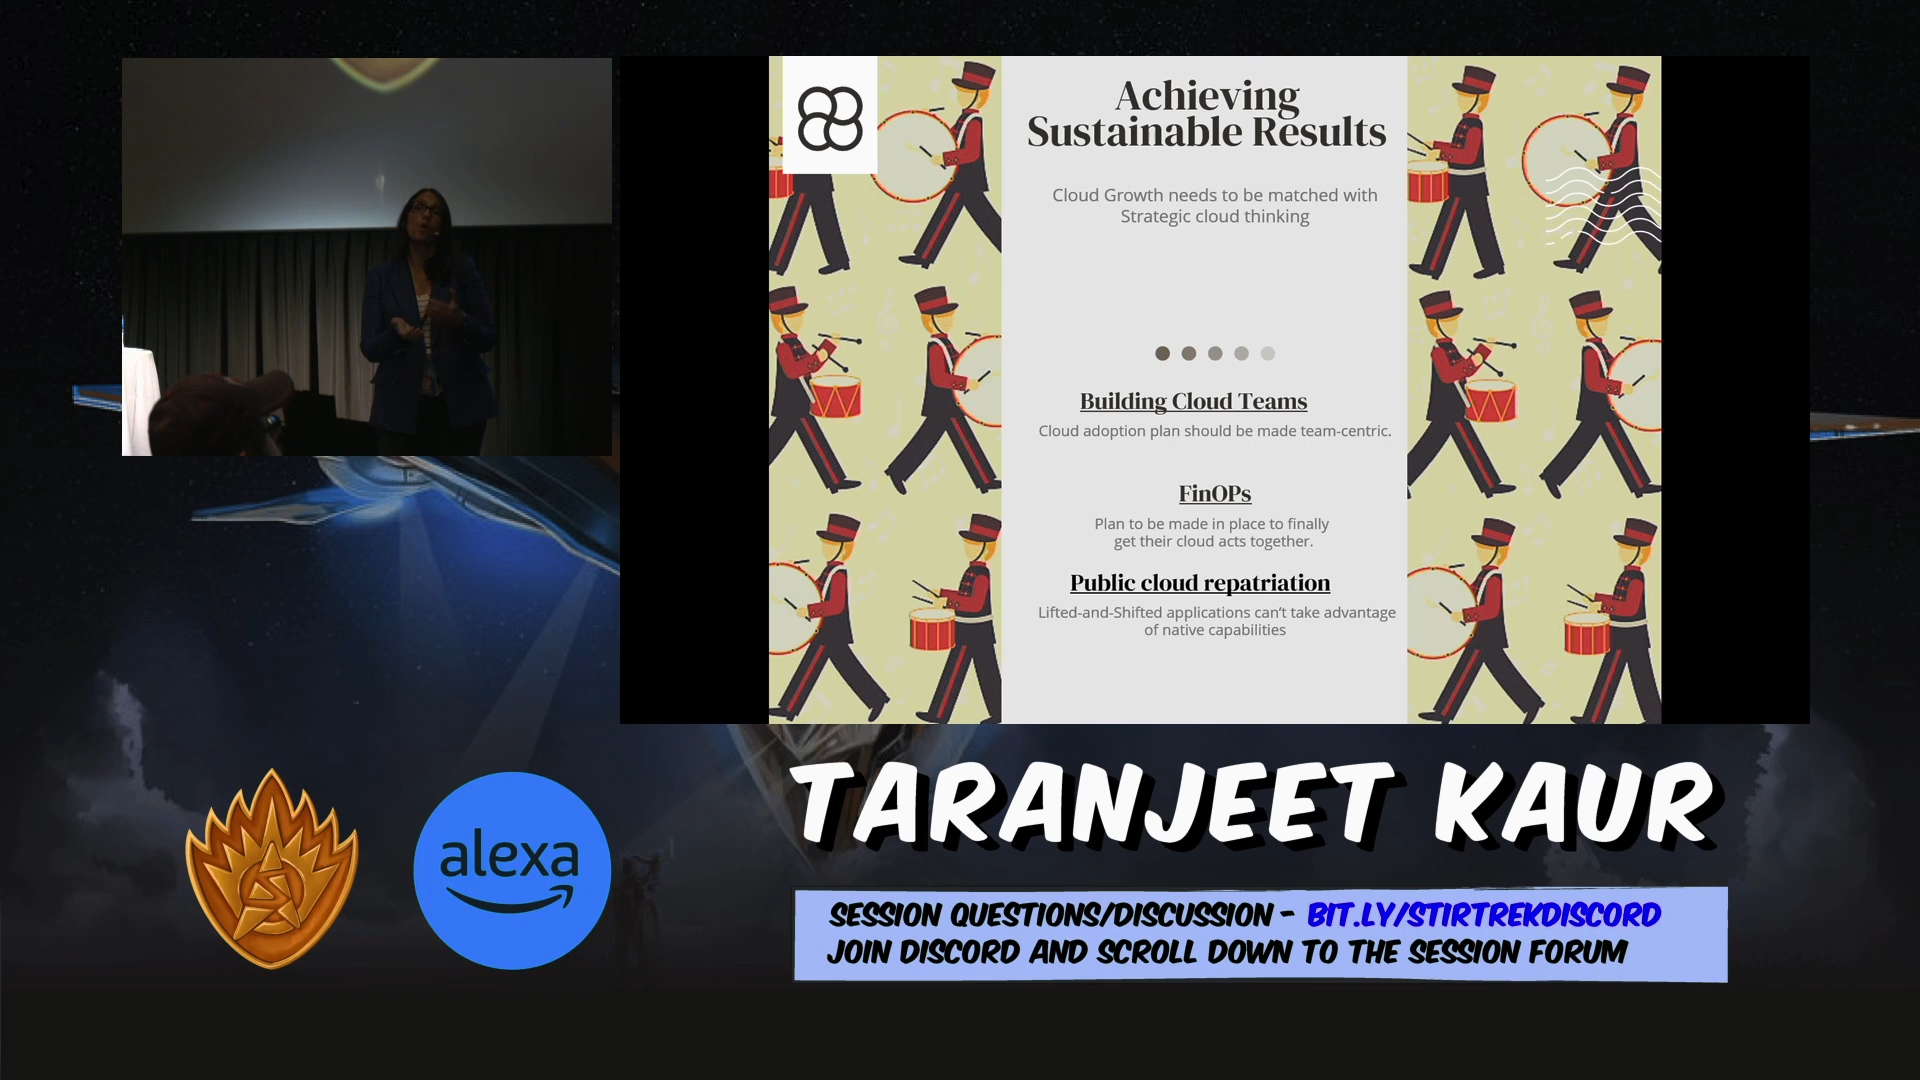 Achieving
Sustainable Results
Cloud Growth needs to be matched with
Strategic cloud thinking
Building Cloud Teams
Cloud adoption plan should be made team-centric.
FinOPs
Plan to be made in place to finally
get their cloud acts together.
Public cloud repatriation
Lifted-and-Shifted applications can't take advantage
of native capabilities
alexa
TARANJEET KAUR
SESSION QUESTIONS/DISCUSSION - BIT.LY/STIRTREKDISCORD
JOIN DISCORD AND SCROLL DOWN TO THE SESSION FORUM